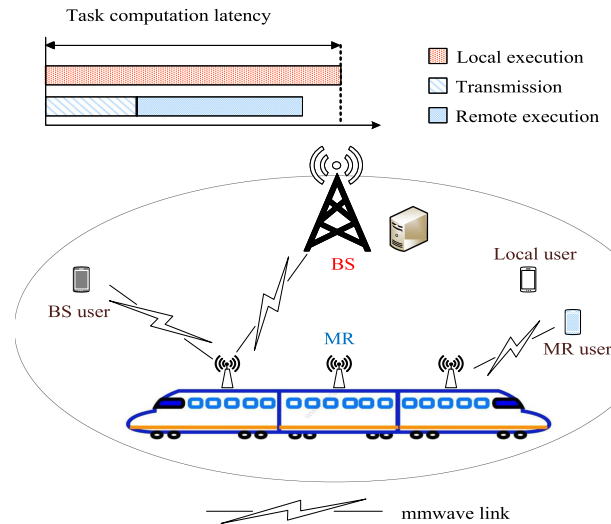 Task computation latency
Local execution
Transmission
Remote execution
BS
Local user
BS user
MR
MR user
mmwave link